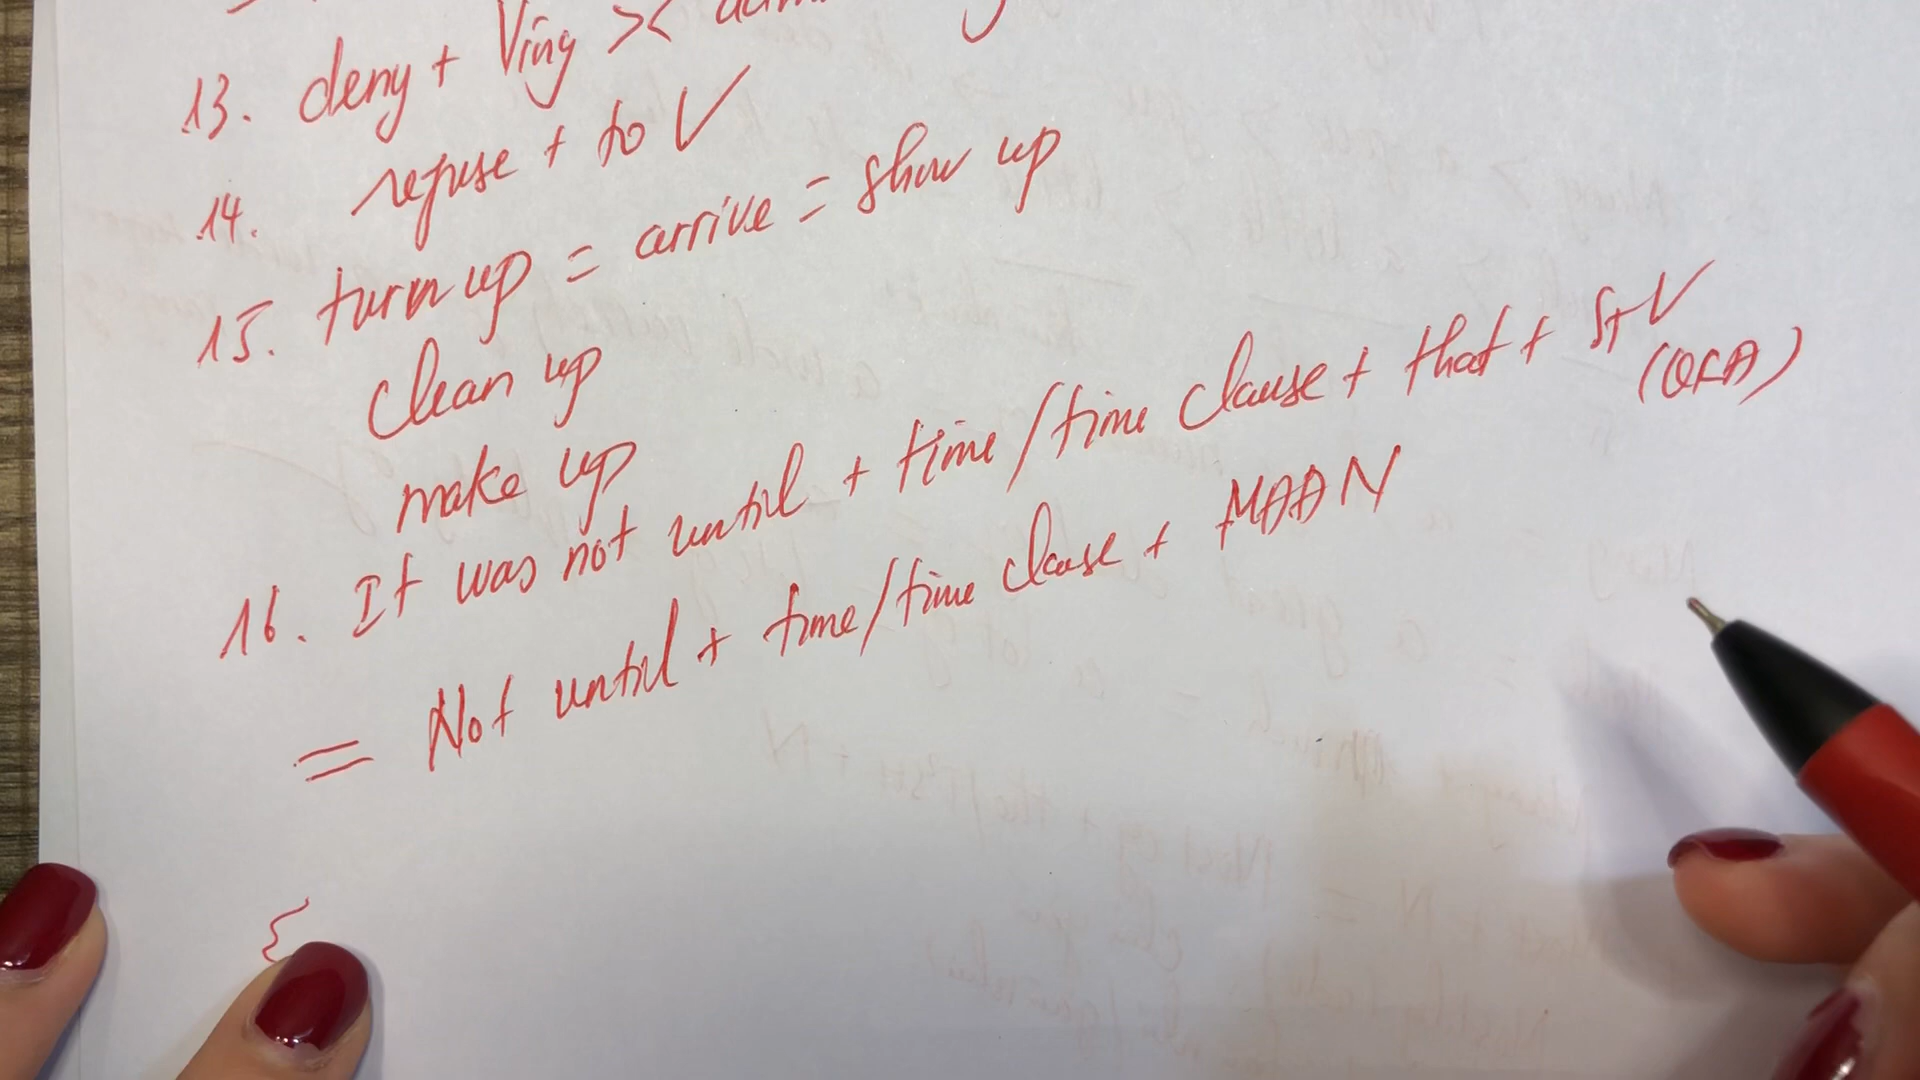 13. deny + Ving ><
14. refuse + to V
15. turn up = arrive = show up
clean up
make up
16. It was not until + time/time clause + that + S+V
(QKĐ)
= Not until + time/time clause + MĐĐN
{